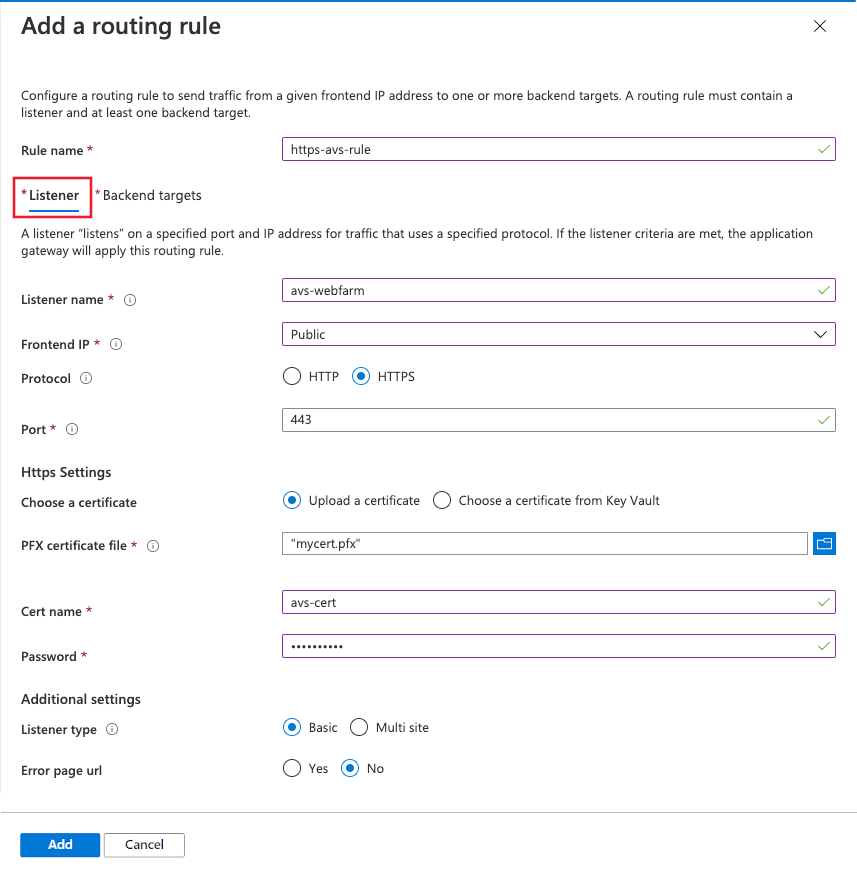 Add a routing rule
Configure a routing rule to send traffic from a given frontend IP address to one or more backend targets. A routing rule must contain a
listener and at least one backend target.
Rule name * https-avs-rule
* Listener * Backend targets
A listener “listens” on a specified port and IP address for traffic that uses a specified protocol. If the listener criteria are met, the application
gateway will apply this routing rule.
Listener name * avs-webfarm
Frontend IP * Public
Protocol HTTP HTTPS
Port * 443
Https Settings
Choose a certificate Upload a certificate Choose a certificate from Key Vault
PFX certificate file * "mycert.pfx"
Cert name * avs-cert
Password * ••••••••••
Additional settings
Listener type Basic Multi site
Error page url Yes No
Add Cancel